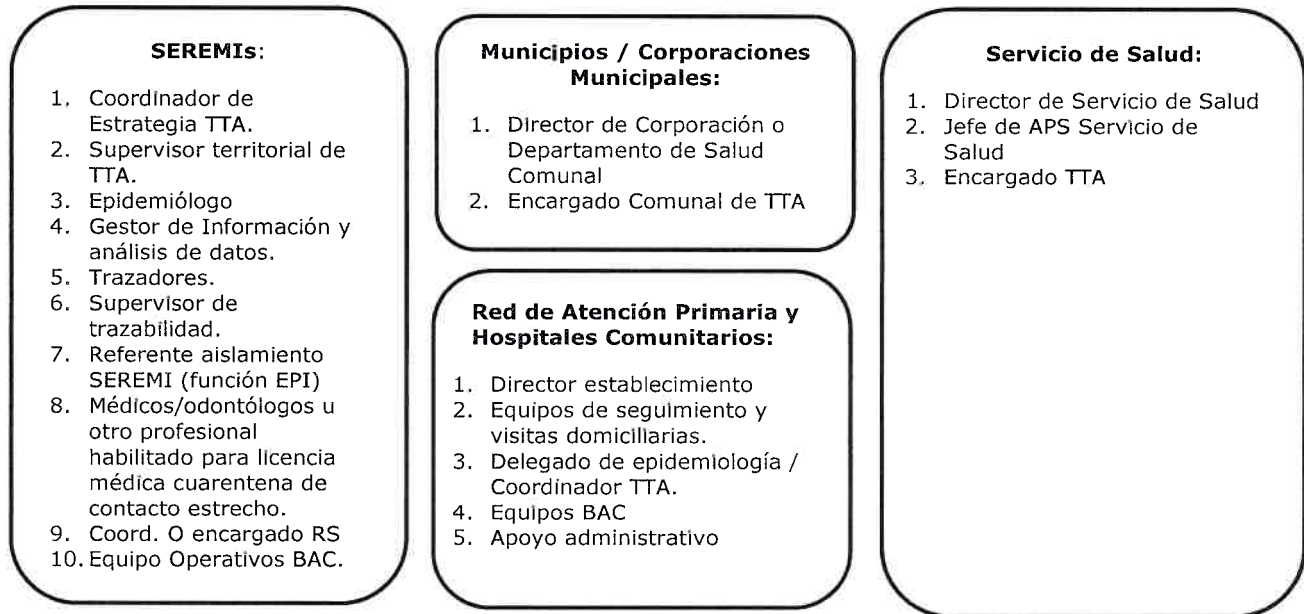 SEREMIs:
1. Coordinador de
Estrategia TTA.
2. Supervisor territorial de
TTA.
3. Epidemiólogo
4. Gestor de Información y
análisis de datos.
5. Trazadores.
6. Supervisor de
trazabilidad.
7. Referente aislamiento
SEREMI (función EPI)
8. Médicos/odontólogos u
otro profesional
habilitado para licencia
médica cuarentena de
contacto estrecho.
9. Coord. O encargado RS
10. Equipo Operativos BAC.
Municipios / Corporaciones
Municipales:
1. Director de Corporación o
Departamento de Salud
Comunal
2. Encargado Comunal de TTA
Red de Atención Primaria y
Hospitales Comunitarios:
1. Director establecimiento
2. Equipos de seguimiento y
visitas domiciliarias.
3. Delegado de epidemiología /
Coordinador TTA.
4. Equipos BAC
5. Apoyo administrativo
Servicio de Salud:
1. Director de Servicio de Salud
2. Jefe de APS Servicio de
Salud
3. Encargado TTA